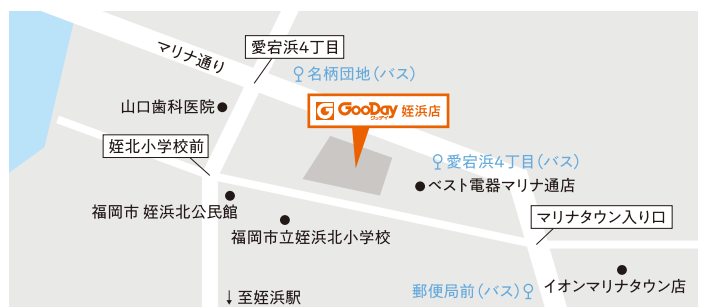 愛宕浜4丁目
マリナ通り
名柄団地(バス)
山口歯科医院
GooDay 姪浜店
グッデイ
姪北小学校前
愛宕浜4丁目(バス)
ベスト電器マリナ通店
福岡市 姪浜北公民館
マリナタウン入り口
福岡市立姪浜北小学校
イオンマリナタウン店
郵便局前(バス)
↓至姪浜駅